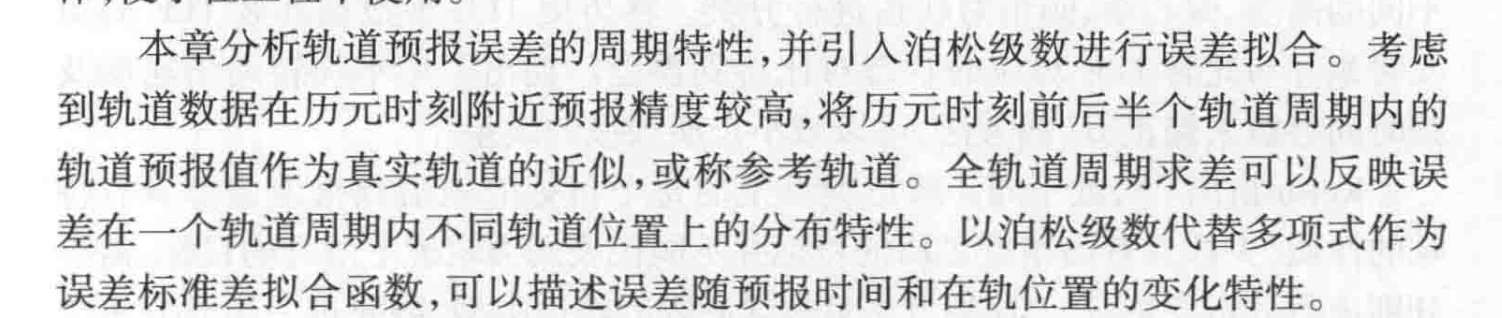 本章分析轨道预报误差的周期特性,并引入泊松级数进行误差拟合。考虑
到轨道数据在历元时刻附近预报精度较高,将历元时刻前后半个轨道周期内的
轨道预报值作为真实轨道的近似,或称参考轨道。全轨道周期求差可以反映误
差在一个轨道周期内不同轨道位置上的分布特性。以泊松级数代替多项式作为
误差标准差拟合函数,可以描述误差随预报时间和在轨位置的变化特性。